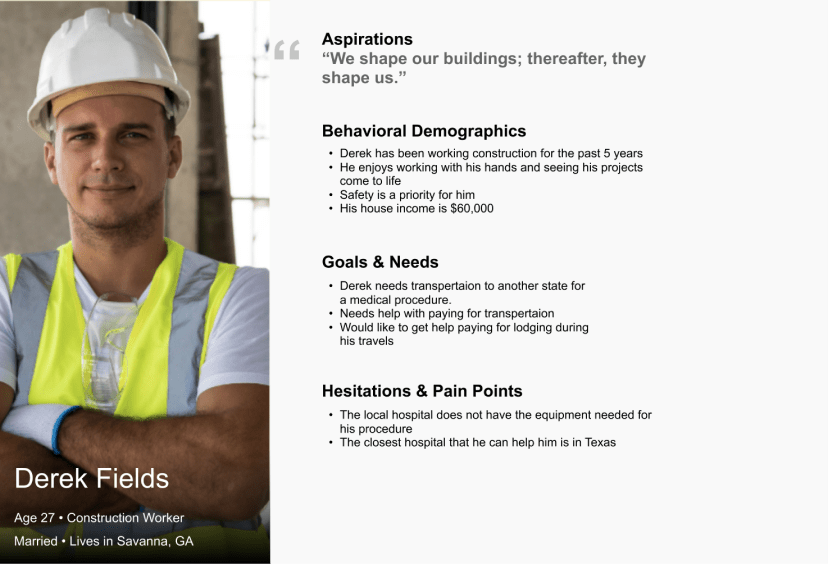 “
Aspirations
“We shape our buildings; thereafter, they
shape us.”
Behavioral Demographics
• Derek has been working construction for the past 5 years
• He enjoys working with his hands and seeing his projects
come to life
• Safety is a priority for him
• His house income is $60,000
Goals & Needs
• Derek needs transpertaion to another state for
a medical procedure.
• Needs help with paying for transpertaion
• Would like to get help paying for lodging during
his travels
Hesitations & Pain Points
• The local hospital does not have the equipment needed for
his procedure
• The closest hospital that he can help him is in Texas
Derek Fields
Age 27 • Construction Worker
Married • Lives in Savanna, GA